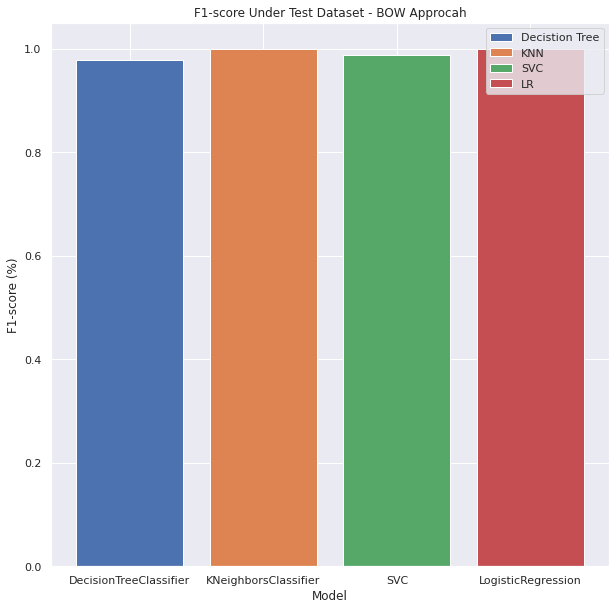 F1-score Under Test Dataset - BOW Approcah
Decistion Tree
KNN
SVC
LR
F1-score (%)
1.0
0.8
0.6
0.4
0.2
0.0
DecisionTreeClassifier KNeighborsClassifier SVC LogisticRegression
Model